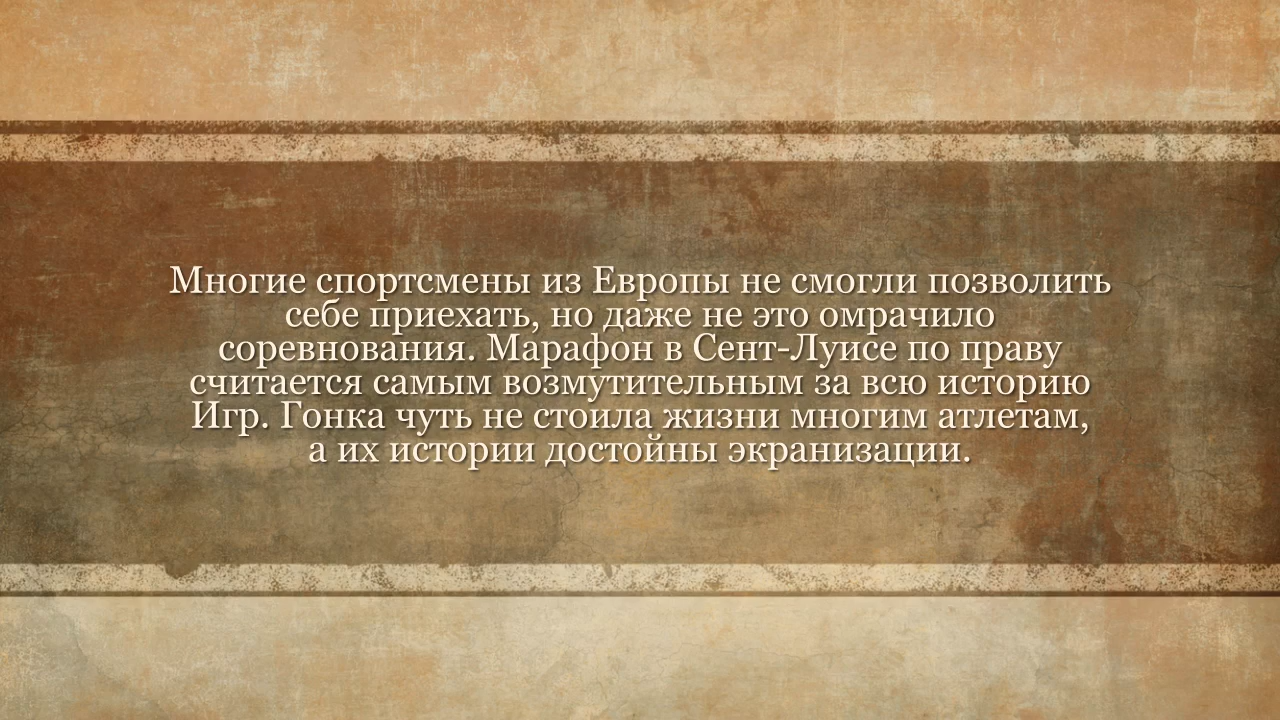 Многие спортсмены из Европы не смогли позволить
себе приехать, но даже не это омрачило
соревнования. Марафон в Сент-Луисе по праву
считается самым возмутительным за всю историю
Игр. Гонка чуть не стоила жизни многим атлетам,
а их истории достойны экранизации.